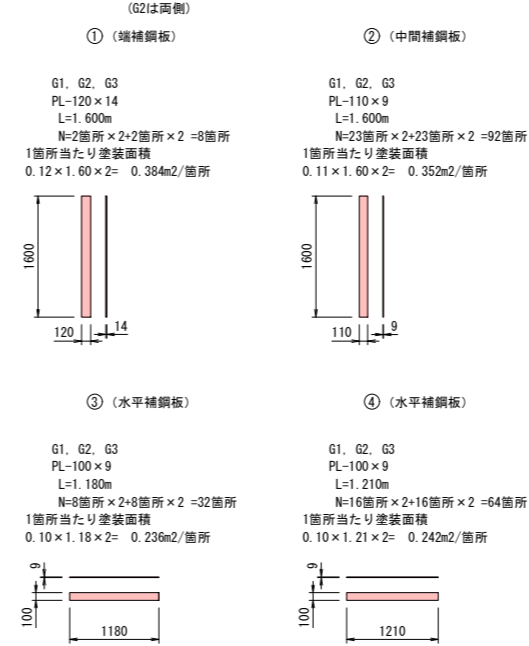 (G2は両側)
① (端補鋼板)
G1, G2, G3
PL-120×14
L=1.600m
N=2箇所×2+2箇所×2 =8箇所
1箇所当たり塗装面積
0.12×1.60×2= 0.384m2/箇所
1600
120
14
② (中間補鋼板)
G1, G2, G3
PL-110×9
L=1.600m
N=23箇所×2+23箇所×2 =92箇所
1箇所当たり塗装面積
0.11×1.60×2= 0.352m2/箇所
1600
110
9
③ (水平補鋼板)
G1, G2, G3
PL-100×9
L=1.180m
N=8箇所×2+8箇所×2 =32箇所
1箇所当たり塗装面積
0.10×1.18×2= 0.236m2/箇所
9
100
1180
④ (水平補鋼板)
G1, G2, G3
PL-100×9
L=1.210m
N=16箇所×2+16箇所×2 =64箇所
1箇所当たり塗装面積
0.10×1.21×2= 0.242m2/箇所
9
100
1210